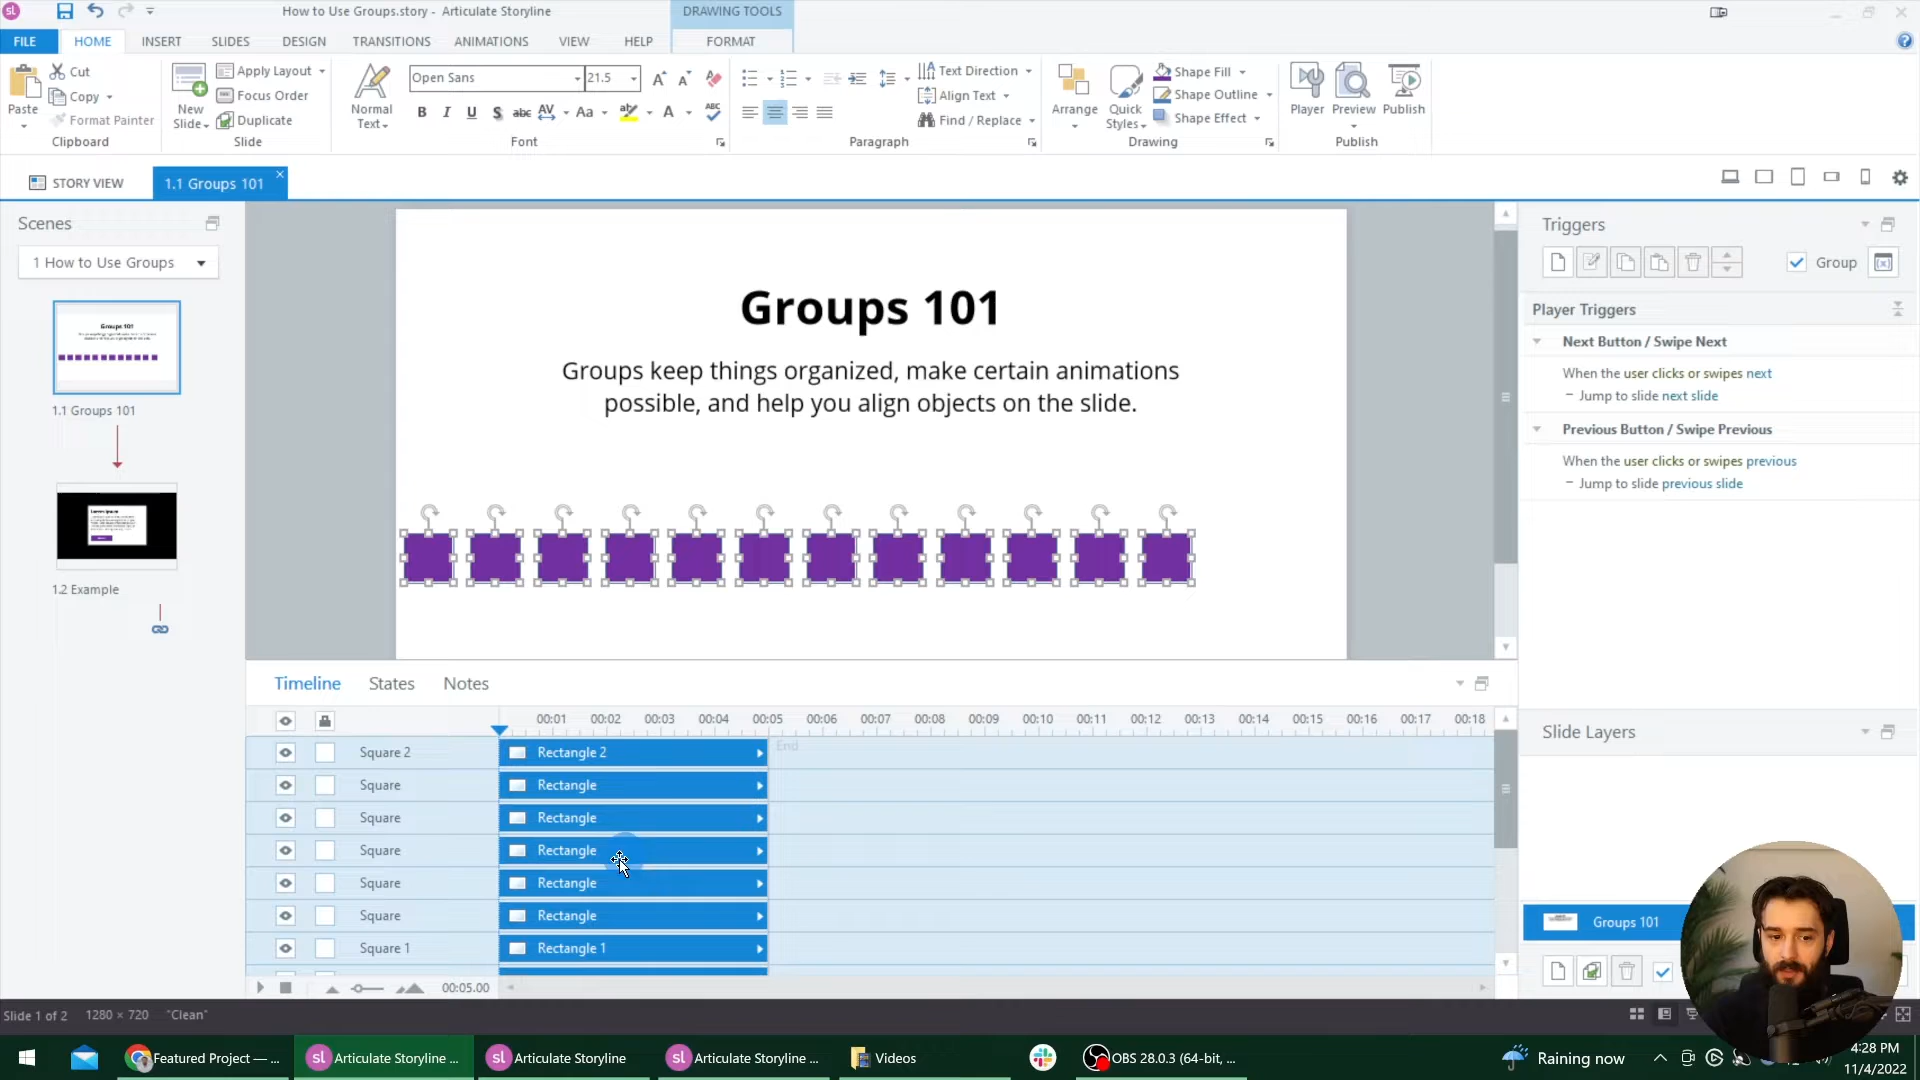 How to Use Groups.story - Articulate Storyline
DRAWING TOOLS
FILE HOME INSERT SLIDES DESIGN TRANSITIONS ANIMATIONS VIEW HELP FORMAT
Paste
Cut
Copy
Format Painter
Clipboard
New Slide
Apply Layout
Focus Order
Duplicate
Slide
Normal Text
Open Sans 21.5
B I U S abc AV Aa A ABC
Font
Text Direction
Align Text
Find / Replace
Paragraph
Arrange
Quick Styles
Shape Fill
Shape Outline
Shape Effect
Drawing
Player Preview Publish
Publish
STORY VIEW
1.1 Groups 101
Scenes
1 How to Use Groups
1.1 Groups 101
1.2 Example
Groups 101
Groups keep things organized, make certain animations
possible, and help you align objects on the slide.
Triggers
Group
Player Triggers
Next Button / Swipe Next
When the user clicks or swipes next
- Jump to slide next slide
Previous Button / Swipe Previous
When the user clicks or swipes previous
- Jump to slide previous slide
Timeline States Notes
00:01 00:02 00:03 00:04 00:05 00:06 00:07 00:08 00:09 00:10 00:11 00:12 00:13 00:14 00:15 00:16 00:17 00:18
End
Square 2 Rectangle 2
Square Rectangle
Square Rectangle
Square Rectangle
Square Rectangle
Square Rectangle
Square 1 Rectangle 1
00:05.00
Slide Layers
Groups 101
Slide 1 of 2 1280 × 720 "Clean"
Featured Project — ...
Articulate Storyline ...
Articulate Storyline
Articulate Storyline ...
Videos
OBS 28.0.3 (64-bit, ...
Raining now
4:28 PM
11/4/2022